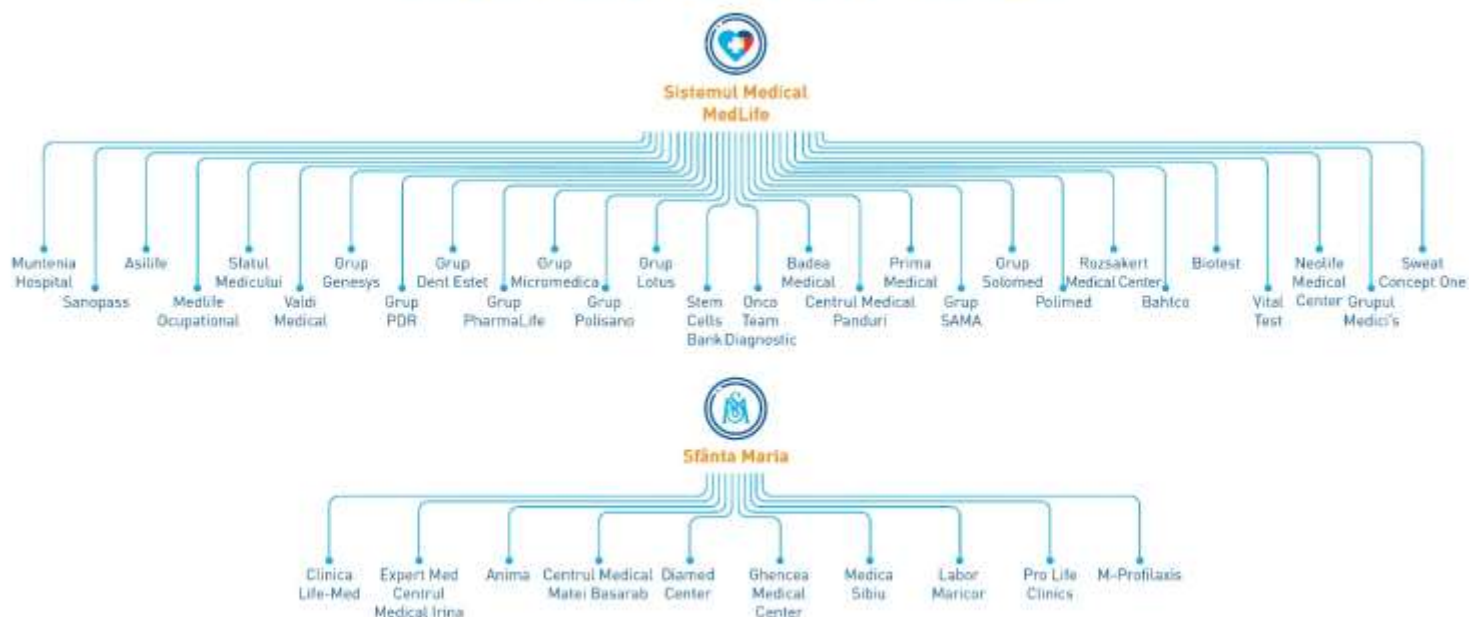 Sistemul Medical
MedLife
Muntenia
Hospital
Sanopass
Asilife
Medlife
Ocupational
Sfatul
Medicului
Valdi
Medical
Grup
Genesys
Grup
PDR
Grup
Dent Estet
Grup
PharmaLife
Grup
Micromedica
Grup
Polisano
Grup
Lotus
Stem
Cells
Bank
Onco
Team
Diagnostic
Badea
Medical
Centrul Medical
Panduri
Prima
Medical
Grup
SAMA
Grup
Solomed
Polimed
Rozsakert
Medical Center
Bahtco
Biotest
Vital
Test
Neolife
Medical
Center
Grupul
Medici's
Sweat
Concept One
Sfânta Maria
Clinica
Life-Med
Expert Med
Centrul
Medical Irina
Anima
Centrul Medical
Matei Basarab
Diamed
Center
Ghencea
Medical
Center
Medica
Sibiu
Labor
Maricor
Pro Life
Clinics
M-Profilaxis